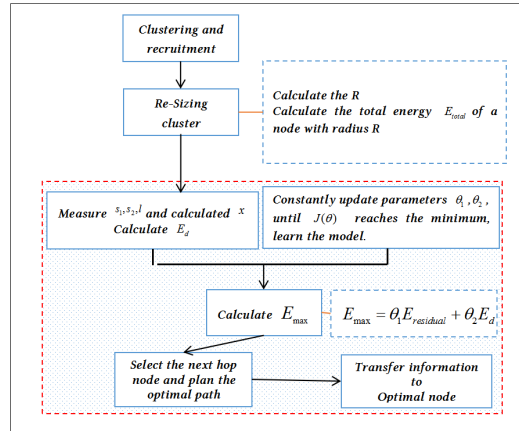 Clustering and
recruitment
Re-Sizing
cluster
Calculate the R
Calculate the total energy E_total of a
node with radius R
Measure s₁,s₂,l and calculated x
Calculate E_d
Constantly update parameters θ₁,θ₂,
until J(θ) reaches the minimum,
learn the model.
Calculate E_max
E_max = θ₁E_residual + θ₂E_d
Select the next hop
node and plan the
optimal path
Transfer information
to
Optimal node